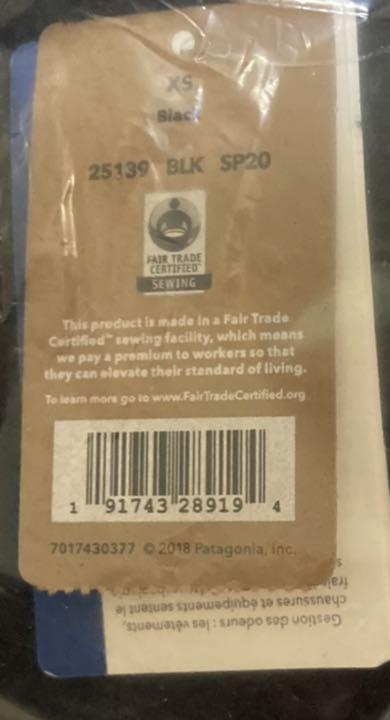 XS
Black
25139 BLK SP20
FAIR TRADE
CERTIFIED™
SEWING
This product is made in a Fair Trade
Certified™ sewing facility, which means
we pay a premium to workers so that
they can elevate their standard of living.
To learn more go to www.FairTradeCertified.org
1 91743 28919 4
7017430377 © 2018 Patagonia, Inc.
Gestion des odeurs : les vêtements,
chaussures et équipements sentent le